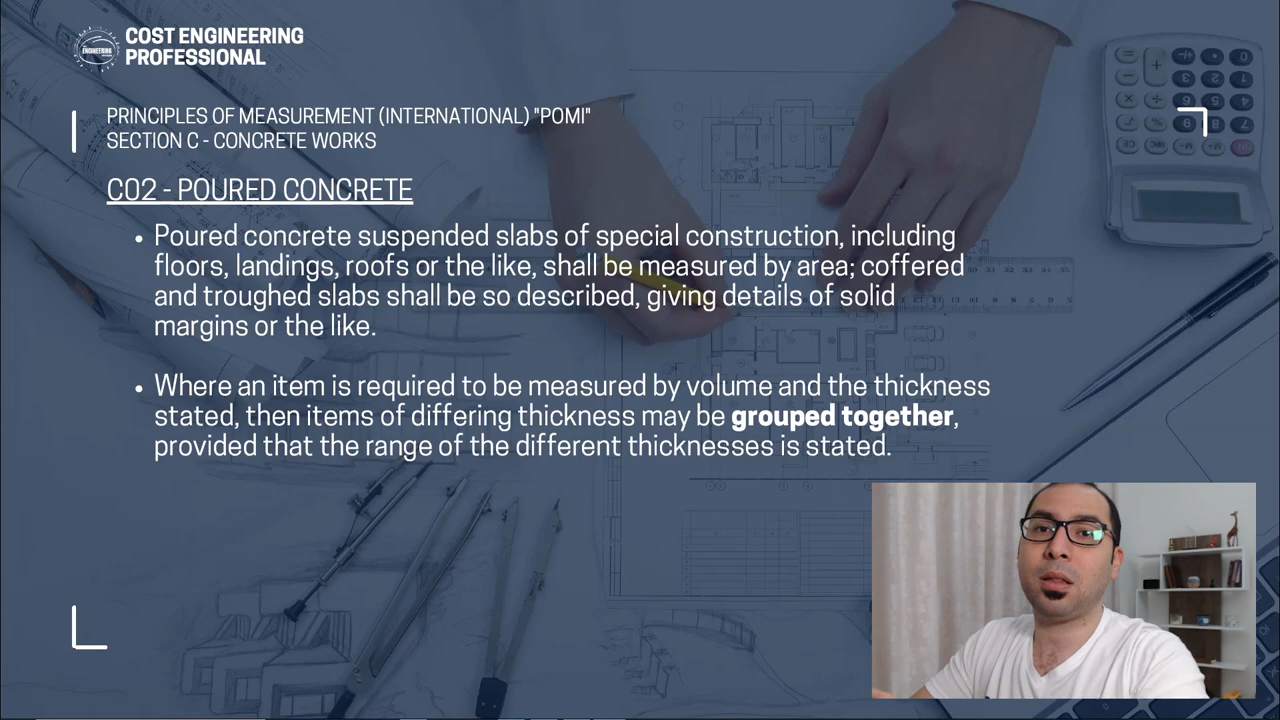 COST ENGINEERING
PROFESSIONAL
PRINCIPLES OF MEASUREMENT (INTERNATIONAL) "POMI"
SECTION C - CONCRETE WORKS
C02 - POURED CONCRETE
• Poured concrete suspended slabs of special construction, including
floors, landings, roofs or the like, shall be measured by area; coffered
and troughed slabs shall be so described, giving details of solid
margins or the like.
• Where an item is required to be measured by volume and the thickness
stated, then items of differing thickness may be grouped together,
provided that the range of the different thicknesses is stated.